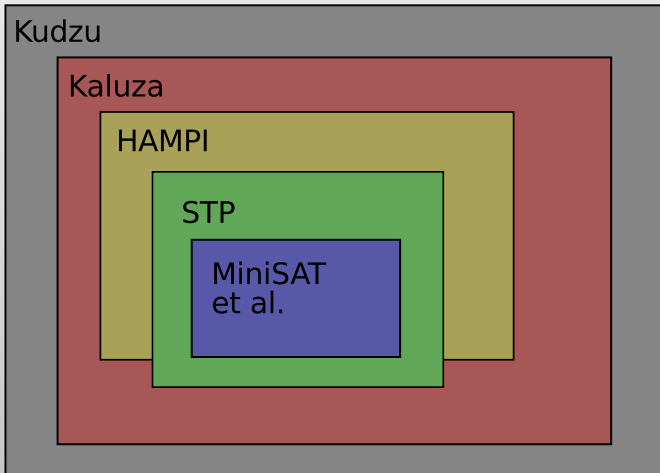 Kudzu
Kaluza
HAMPI
STP
MiniSAT
et al.